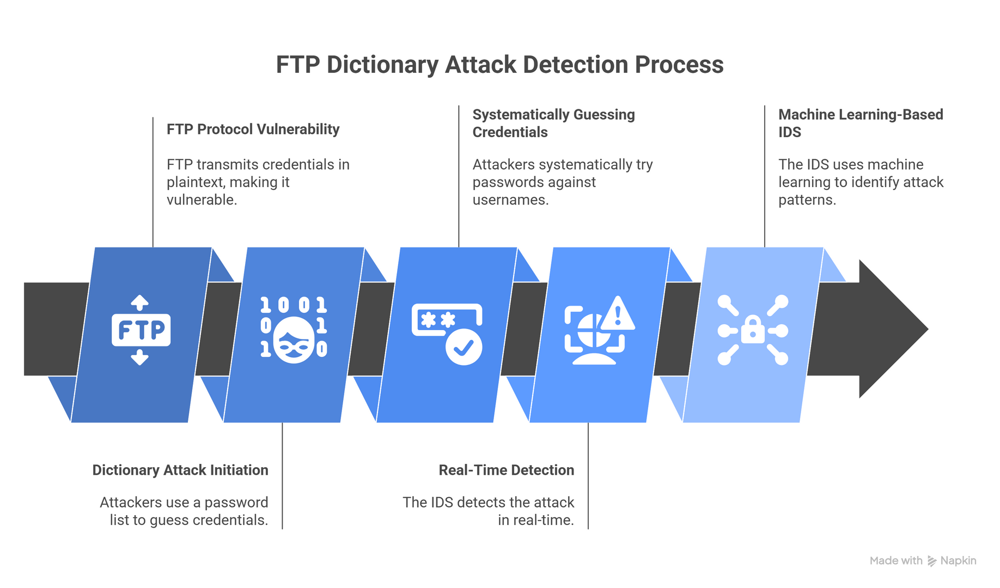 FTP Dictionary Attack Detection Process
FTP Protocol Vulnerability
FTP transmits credentials in
plaintext, making it
vulnerable.
Systematically Guessing
Credentials
Attackers systematically try
passwords against
usernames.
Machine Learning-Based
IDS
The IDS uses machine
learning to identify attack
patterns.
FTP
1 0 0 1
0 1
1 0
**
Dictionary Attack Initiation
Attackers use a password
list to guess credentials.
Real-Time Detection
The IDS detects the attack
in real-time.
Made with Napkin